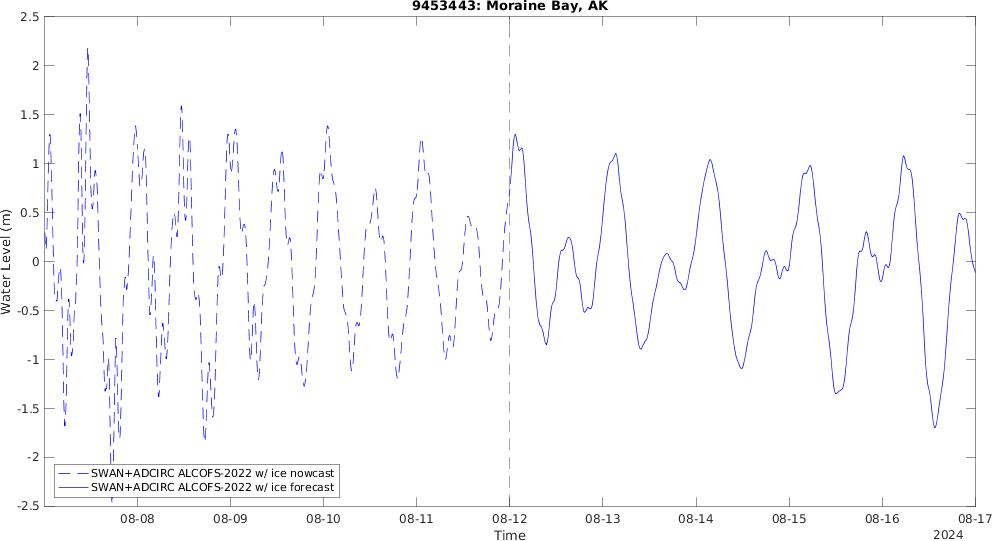 9453443: Moraine Bay, AK
2.5
2
1.5
1
0.5
0
-0.5
-1
-1.5
-2
-2.5
Water Level (m)
SWAN+ADCIRC ALCOFS-2022 w/ ice nowcast
SWAN+ADCIRC ALCOFS-2022 w/ ice forecast
08-08 08-09 08-10 08-11 08-12 08-13 08-14 08-15 08-16 08-17
Time
2024